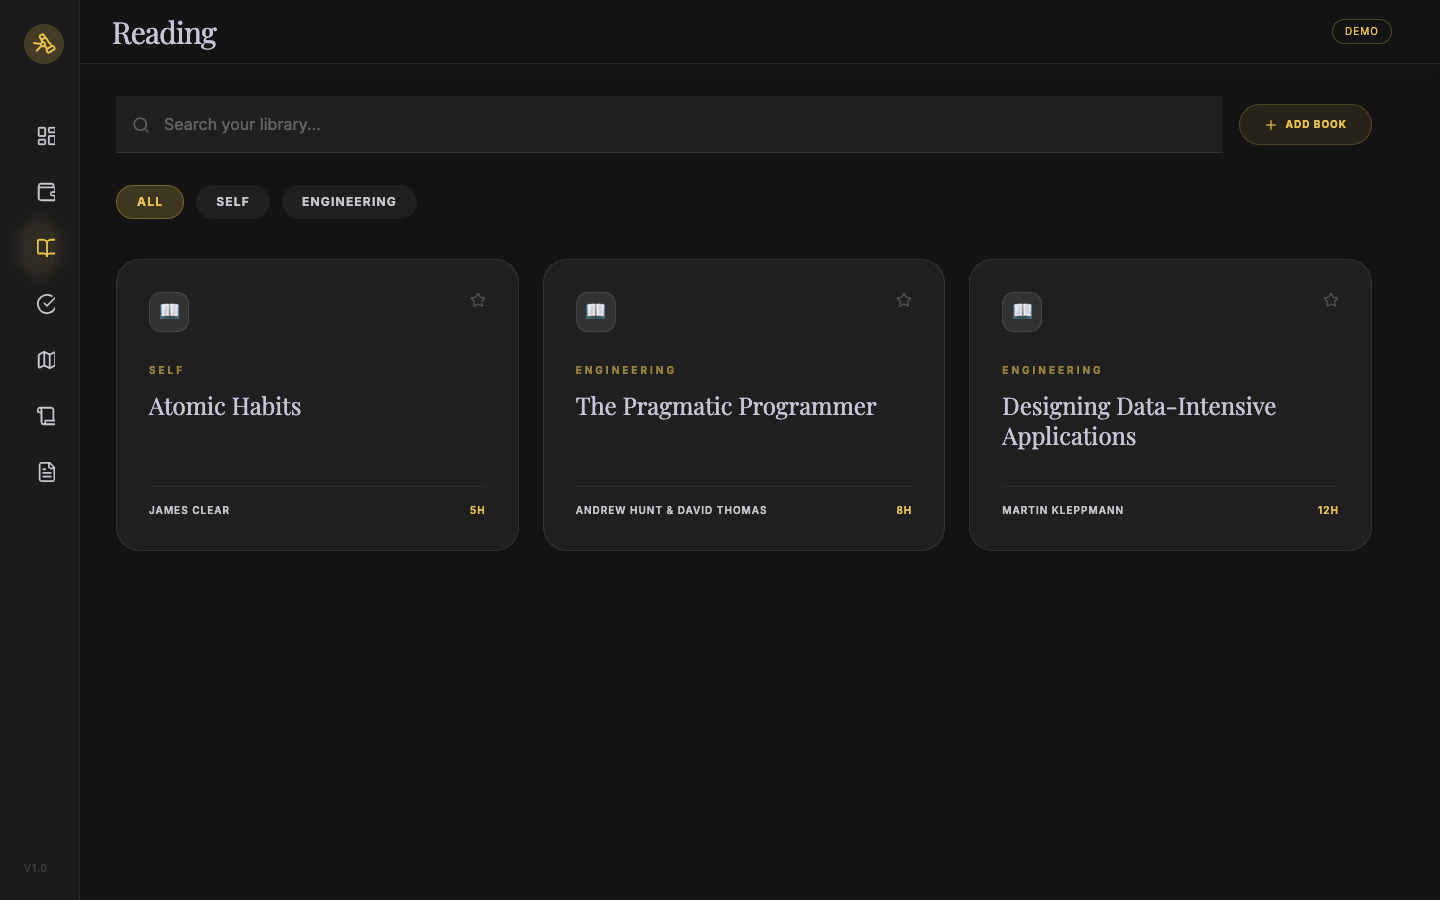 Reading
DEMO
Search your library...
ADD BOOK
ALL
SELF
ENGINEERING
SELF
Atomic Habits
JAMES CLEAR
5H
ENGINEERING
The Pragmatic Programmer
ANDREW HUNT & DAVID THOMAS
8H
ENGINEERING
Designing Data-Intensive
Applications
MARTIN KLEPPMANN
12H
V1.0